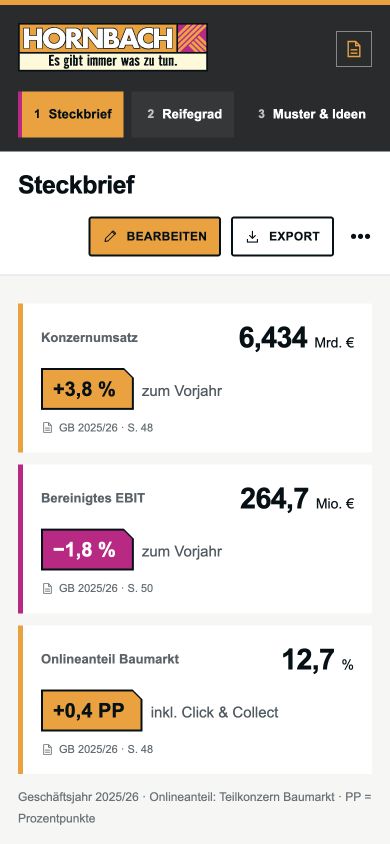 HORNBACH
Es gibt immer was zu tun.
1 Steckbrief
2 Reifegrad
3 Muster & Ideen
Steckbrief
BEARBEITEN
EXPORT
Konzernumsatz
6,434 Mrd. €
+3,8 % zum Vorjahr
GB 2025/26 · S. 48
Bereinigtes EBIT
264,7 Mio. €
−1,8 % zum Vorjahr
GB 2025/26 · S. 50
Onlineanteil Baumarkt
12,7 %
+0,4 PP inkl. Click & Collect
GB 2025/26 · S. 48
Geschäftsjahr 2025/26 · Onlineanteil: Teilkonzern Baumarkt · PP =
Prozentpunkte